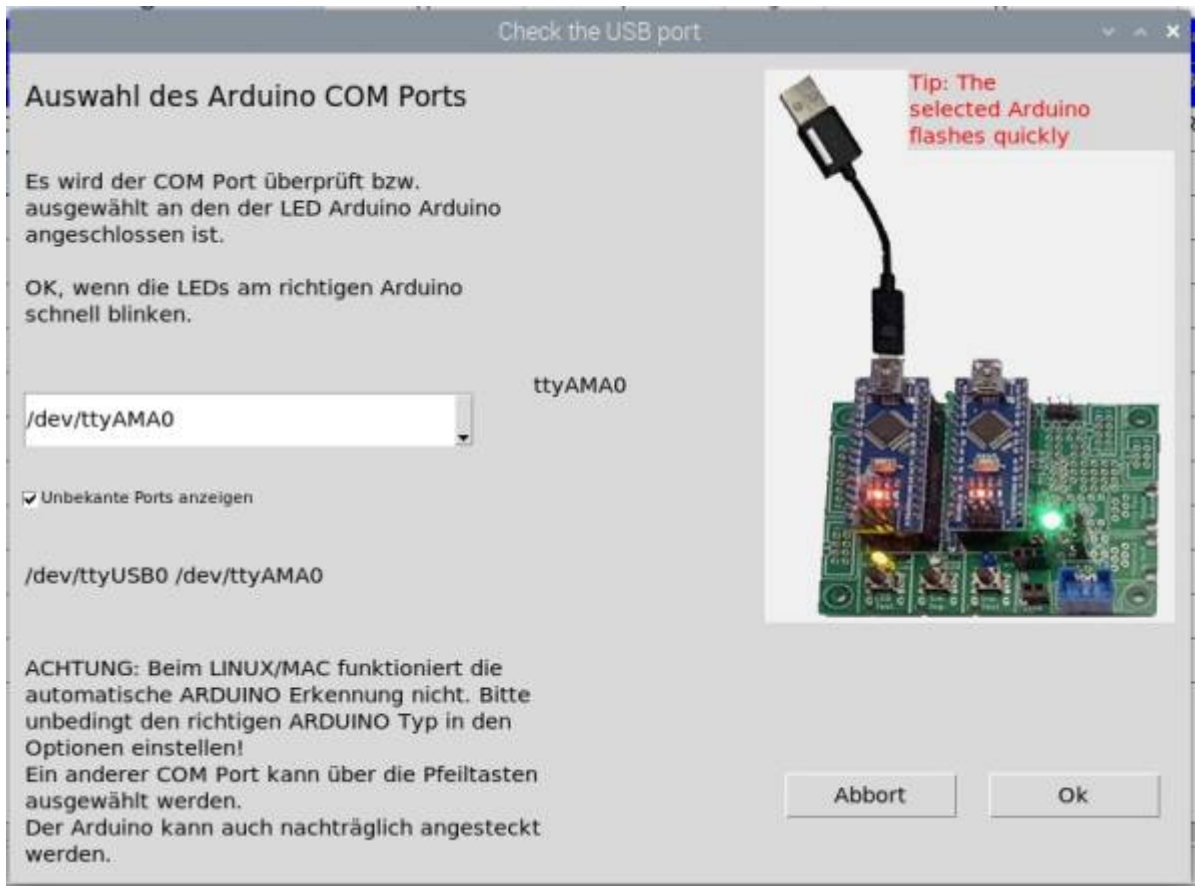 Check the USB port
Auswahl des Arduino COM Ports
Tip: The
selected Arduino
flashes quickly
Es wird der COM Port überprüft bzw.
ausgewählt an den der LED Arduino Arduino
angeschlossen ist.
OK, wenn die LEDs am richtigen Arduino
schnell blinken.
ttyAMA0
/dev/ttyAMA0
Unbekante Ports anzeigen
/dev/ttyUSB0 /dev/ttyAMA0
ACHTUNG: Beim LINUX/MAC funktioniert die
automatische ARDUINO Erkennung nicht. Bitte
unbedingt den richtigen ARDUINO Typ in den
Optionen einstellen!
Ein anderer COM Port kann über die Pfeiltasten
ausgewählt werden.
Der Arduino kann auch nachträglich angesteckt
werden.
Abbort
Ok